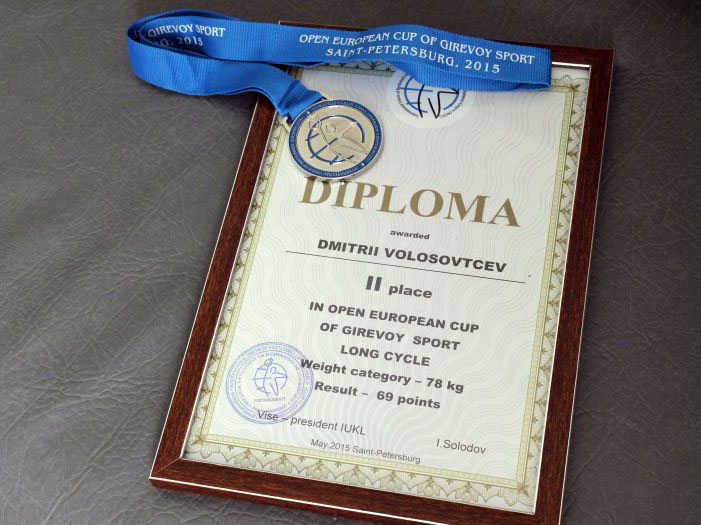 GIREVOY SPORT
OPEN EUROPEAN CUP OF GIREVOY SPORT
SAINT-PETERSBURG, 2015
DIPLOMA
awarded
DMITRII VOLOSOVTCEV
II place
IN OPEN EUROPEAN CUP
OF GIREVOY SPORT
LONG CYCLE
Weight category – 78 kg
Result – 69 points
Vise – president IUKL
I.Solodov
May,2015 Saint-Petersburg